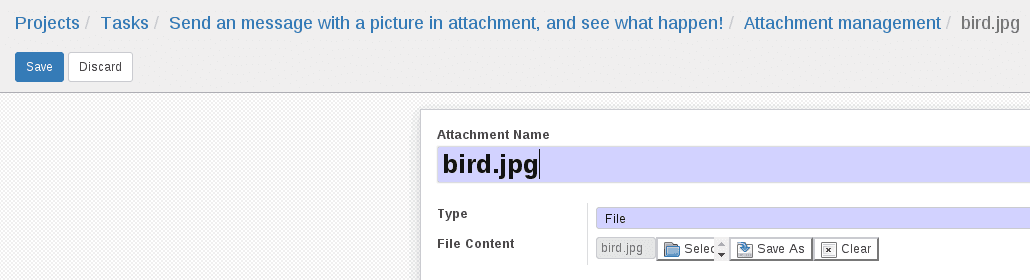 Projects / Tasks / Send an message with a picture in attachment, and see what happen! / Attachment management / bird.jpg
Save Discard
Attachment Name
bird.jpg
Type File
File Content bird.jpg Selec Save As Clear